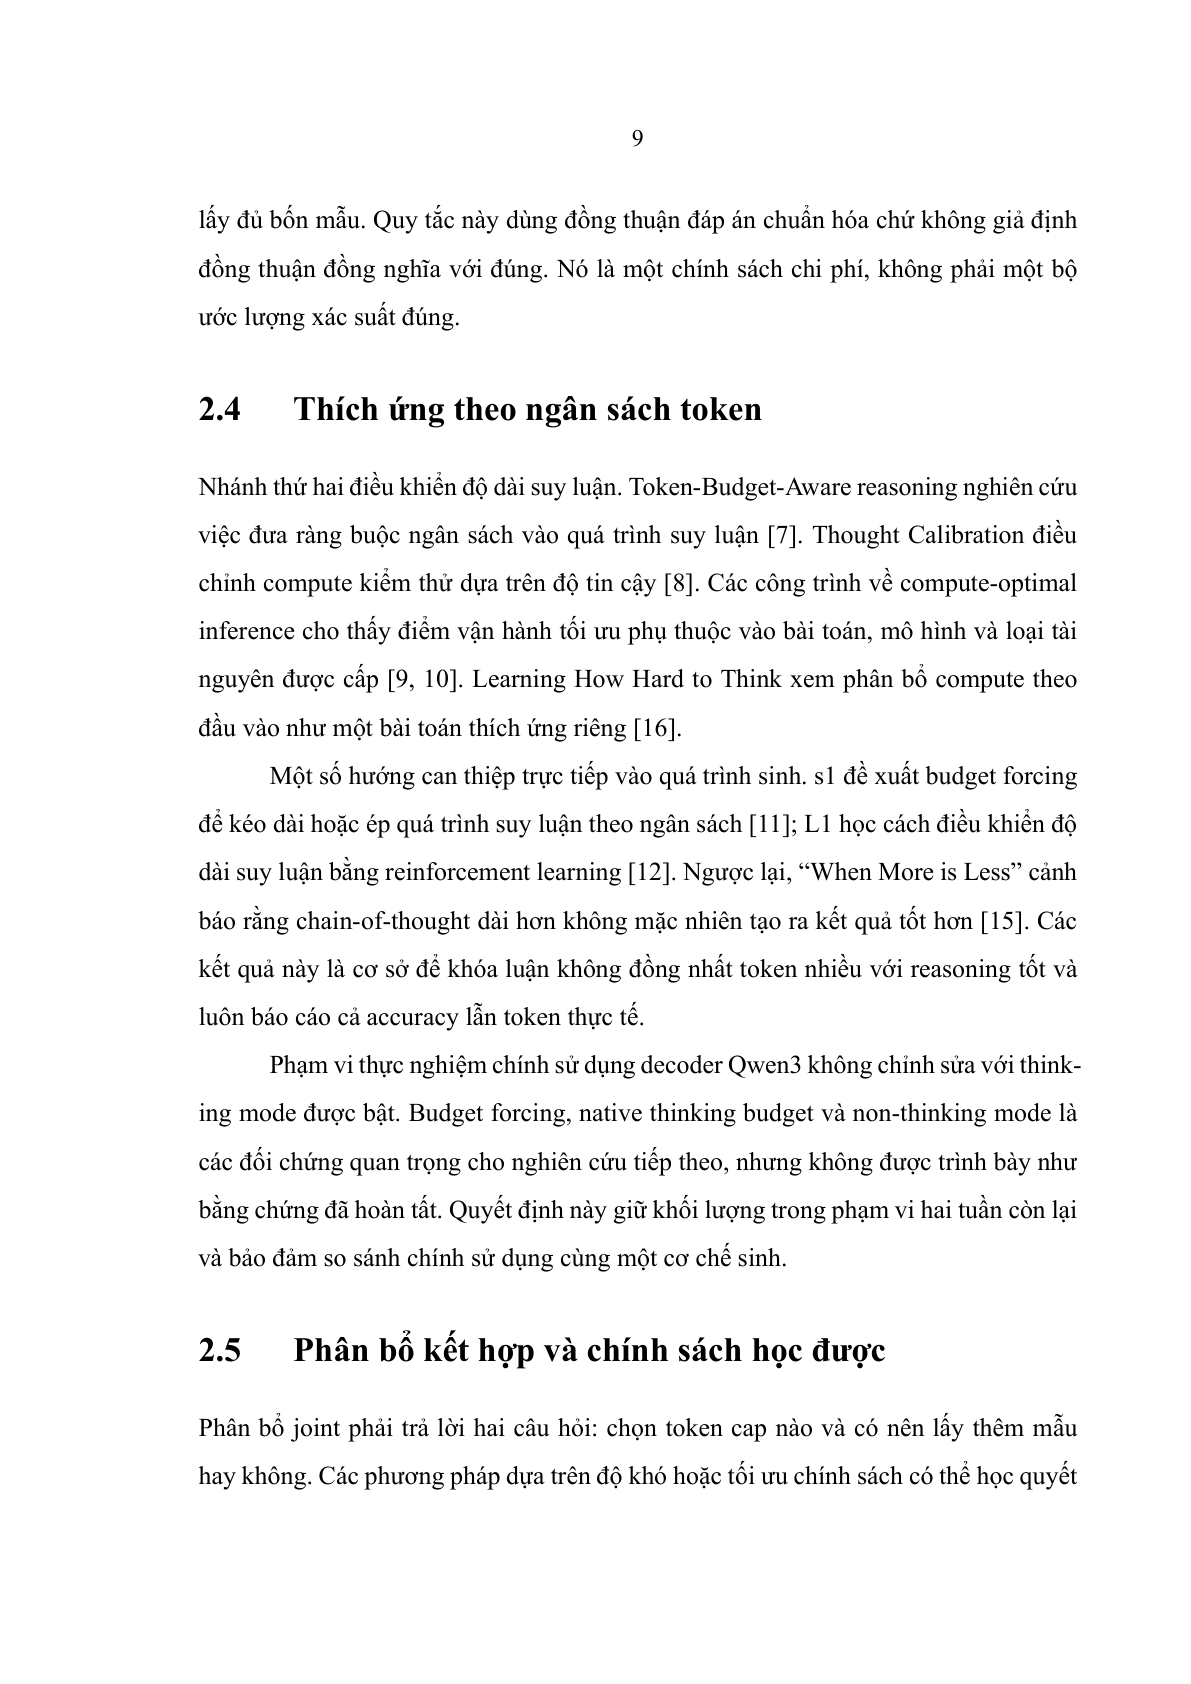 9
lấy đủ bốn mẫu. Quy tắc này dùng đồng thuận đáp án chuẩn hóa chứ không giả định
đồng thuận đồng nghĩa với đúng. Nó là một chính sách chi phí, không phải một bộ
ước lượng xác suất đúng.
2.4 Thích ứng theo ngân sách token
Nhánh thứ hai điều khiển độ dài suy luận. Token-Budget-Aware reasoning nghiên cứu
việc đưa ràng buộc ngân sách vào quá trình suy luận [7]. Thought Calibration điều
chỉnh compute kiểm thử dựa trên độ tin cậy [8]. Các công trình về compute-optimal
inference cho thấy điểm vận hành tối ưu phụ thuộc vào bài toán, mô hình và loại tài
nguyên được cấp [9, 10]. Learning How Hard to Think xem phân bổ compute theo
đầu vào như một bài toán thích ứng riêng [16].
Một số hướng can thiệp trực tiếp vào quá trình sinh. s1 đề xuất budget forcing
để kéo dài hoặc ép quá trình suy luận theo ngân sách [11]; L1 học cách điều khiển độ
dài suy luận bằng reinforcement learning [12]. Ngược lại, “When More is Less” cảnh
báo rằng chain-of-thought dài hơn không mặc nhiên tạo ra kết quả tốt hơn [15]. Các
kết quả này là cơ sở để khóa luận không đồng nhất token nhiều với reasoning tốt và
luôn báo cáo cả accuracy lẫn token thực tế.
Phạm vi thực nghiệm chính sử dụng decoder Qwen3 không chỉnh sửa với think-
ing mode được bật. Budget forcing, native thinking budget và non-thinking mode là
các đối chứng quan trọng cho nghiên cứu tiếp theo, nhưng không được trình bày như
bằng chứng đã hoàn tất. Quyết định này giữ khối lượng trong phạm vi hai tuần còn lại
và bảo đảm so sánh chính sử dụng cùng một cơ chế sinh.
2.5 Phân bổ kết hợp và chính sách học được
Phân bổ joint phải trả lời hai câu hỏi: chọn token cap nào và có nên lấy thêm mẫu
hay không. Các phương pháp dựa trên độ khó hoặc tối ưu chính sách có thể học quyết